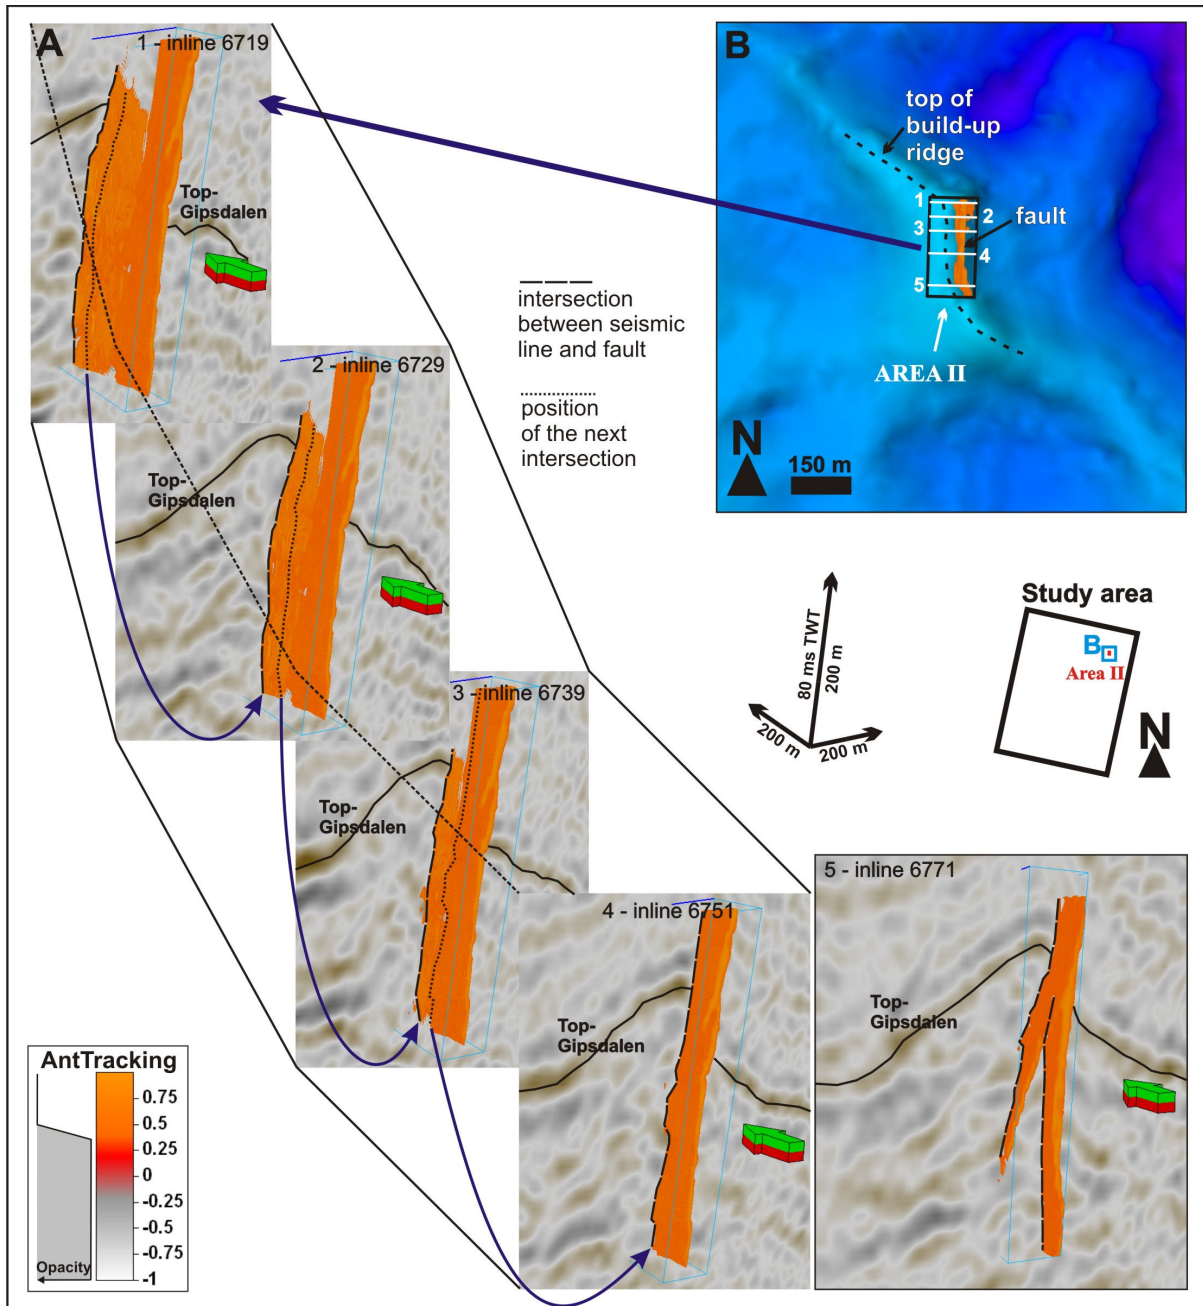 A
1 - inline 6719
Top-
Gipsdalen
2 - inline 6729
Top-
Gipsdalen
3 - inline 6739
Top-
Gipsdalen
4 - inline 6751
Top-
Gipsdalen
5 - inline 6771
Top-
Gipsdalen
intersection
between seismic
line and fault
position
of the next
intersection
B
top of
build-up
ridge
1
2
3
4
5
fault
AREA II
N
150 m
80 ms TWT
200 m
200 m
200 m
Study area
B
Area II
N
AntTracking
0.75
0.5
0.25
0
-0.25
-0.5
-0.75
-1
Opacity